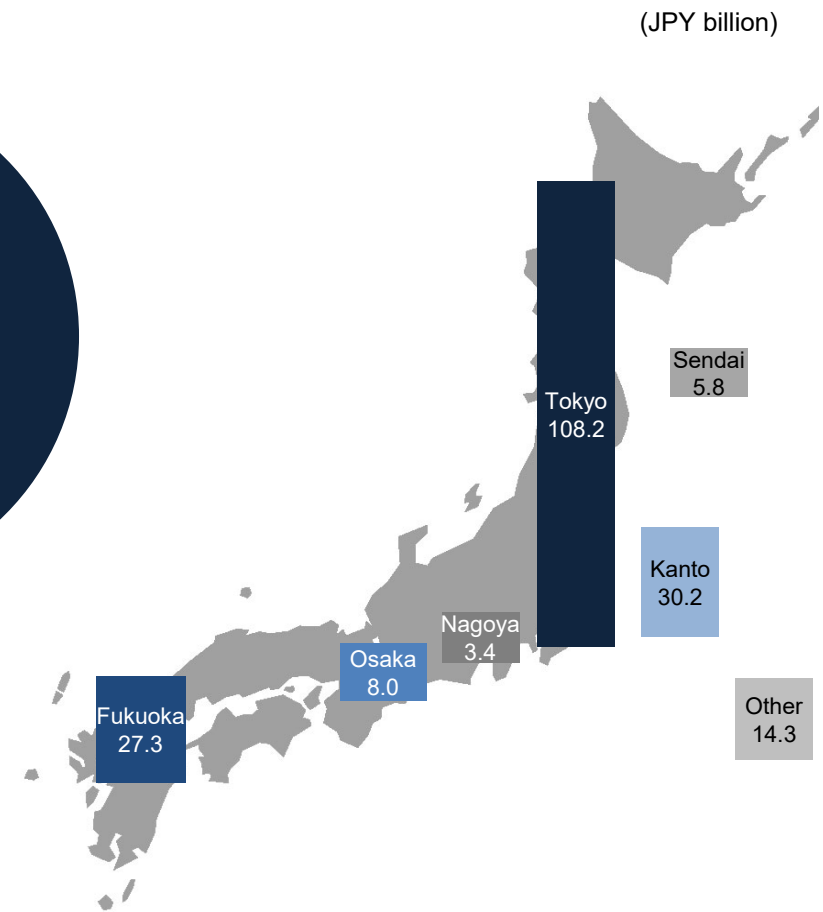 (JPY billion)
Sendai
5.8
Tokyo
108.2
Kanto
30.2
Nagoya
3.4
Osaka
8.0
Fukuoka
27.3
Other
14.3